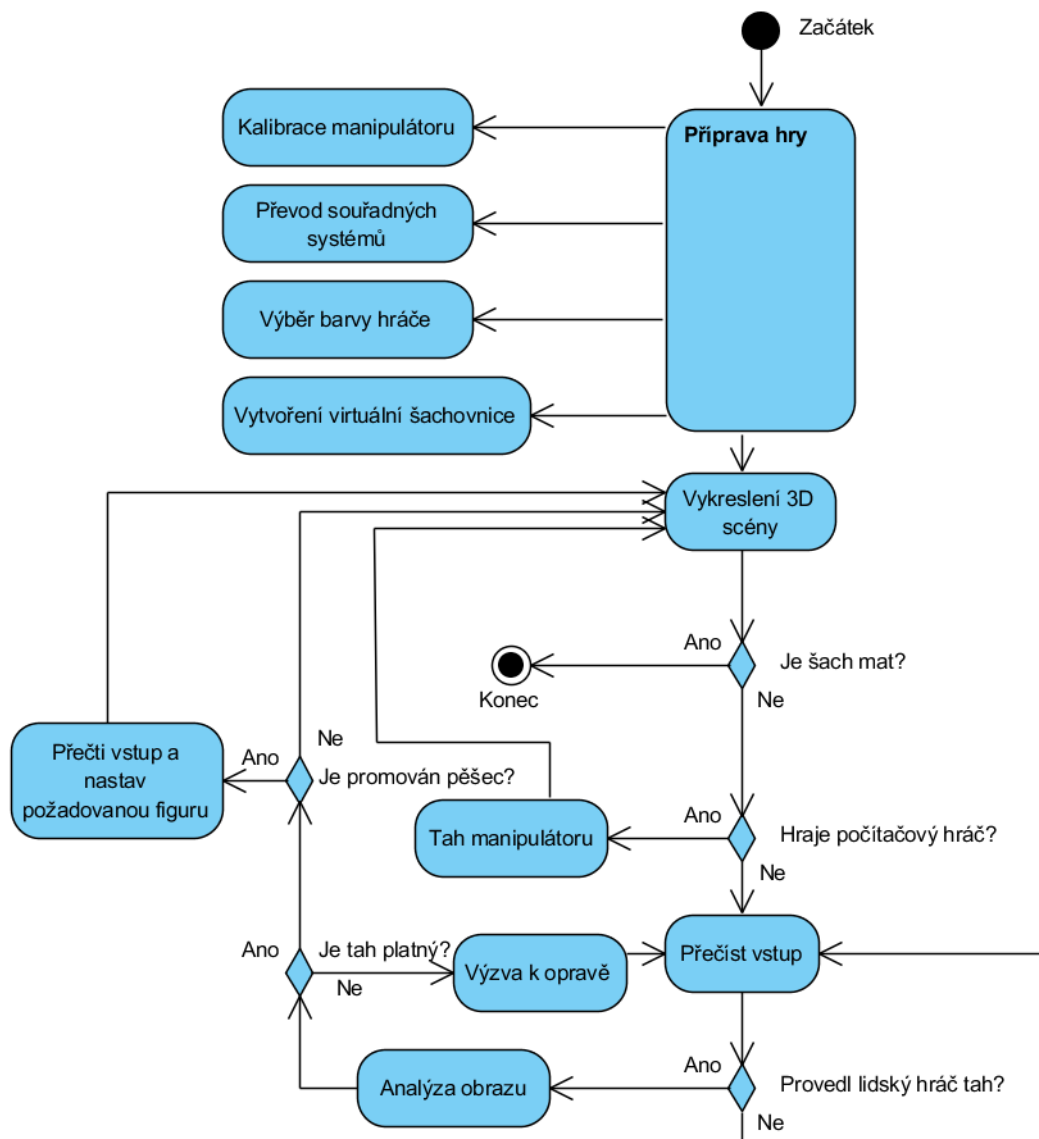 Začátek
Příprava hry
Kalibrace manipulátoru
Převod souřadných
systémů
Výběr barvy hráče
Vytvoření virtuální šachovnice
Vykreslení 3D
scény
Ano
Je šach mat?
Konec
Ne
Přečti vstup a
nastav
požadovanou figuru
Ano
Ne
Je promován pěšec?
Tah manipulátoru
Ano
Hraje počítačový hráč?
Ne
Ano
Je tah platný?
Ne
Výzva k opravě
Přečíst vstup
Analýza obrazu
Ano
Provedl lidský hráč tah?
Ne